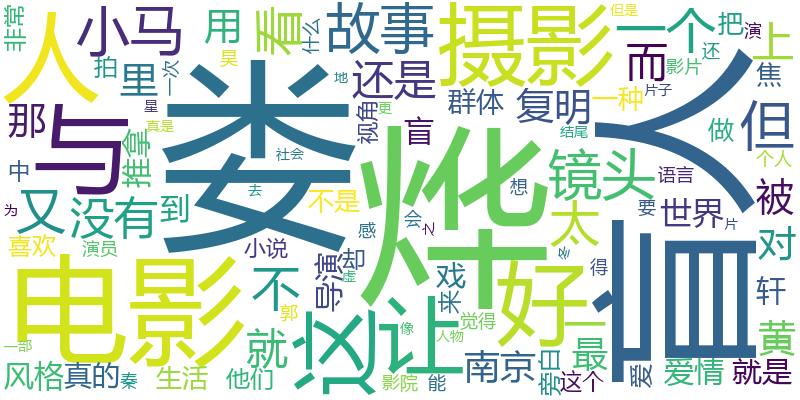 非常
人
小马
用
看
什么
故事
摄影
但是
一个
把
演
上
拍
里
昊
一次
还是
而
还
影片
焦
那
与
星
娄
地
视角
更
群体
复明
一种
片子
人
但
中
推拿
真是
盲
烨
结尾
做
个人
为
又
没有
到
社会
去
不是
想
镜头
语言
被
喜欢
演员
小说
感
会
太
要
世界
片
对
电影
不
导演
虚
戏
来
好
冬
得
盲
轩
郭
这
让
像
觉得
一部
就
人物
南京
旁白
最
爱
黄
风格
真的
秦
生活
他们
影院
能
这个
爱情
就是